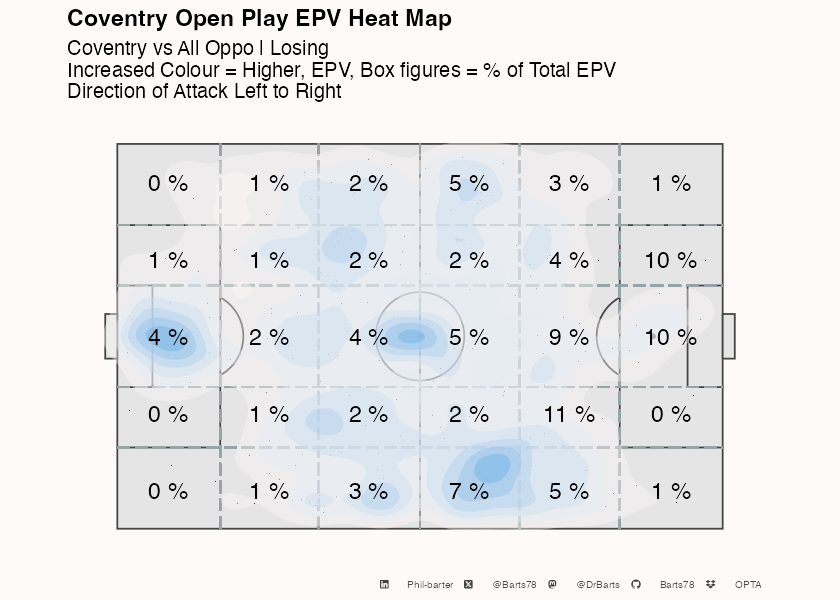 Coventry Open Play EPV Heat Map
Coventry vs All Oppo | Losing
Increased Colour = Higher, EPV, Box figures = % of Total EPV
Direction of Attack Left to Right
0 % 1 % 2 % 5 % 3 % 1 %
1 % 1 % 2 % 2 % 4 % 10 %
4 % 2 % 4 % 5 % 9 % 10 %
0 % 1 % 2 % 2 % 11 % 0 %
0 % 1 % 3 % 7 % 5 % 1 %
Phil-barter @Barts78 @DrBarts Barts78 OPTA